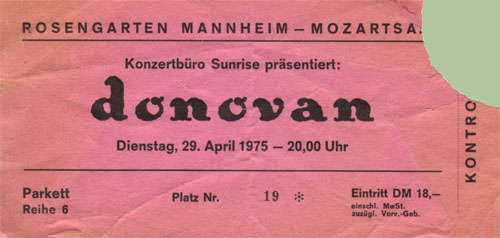 ROSENGARTEN MANNHEIM – MOZARTSA
Konzertbüro Sunrise präsentiert:
donovan
Dienstag, 29. April 1975 – 20,00 Uhr
Parkett
Reihe 6
Platz Nr. 19 *
Eintritt DM 18,–
einschl. MwSt.
zuzügl. Vorv.-Geb.
KONTRO